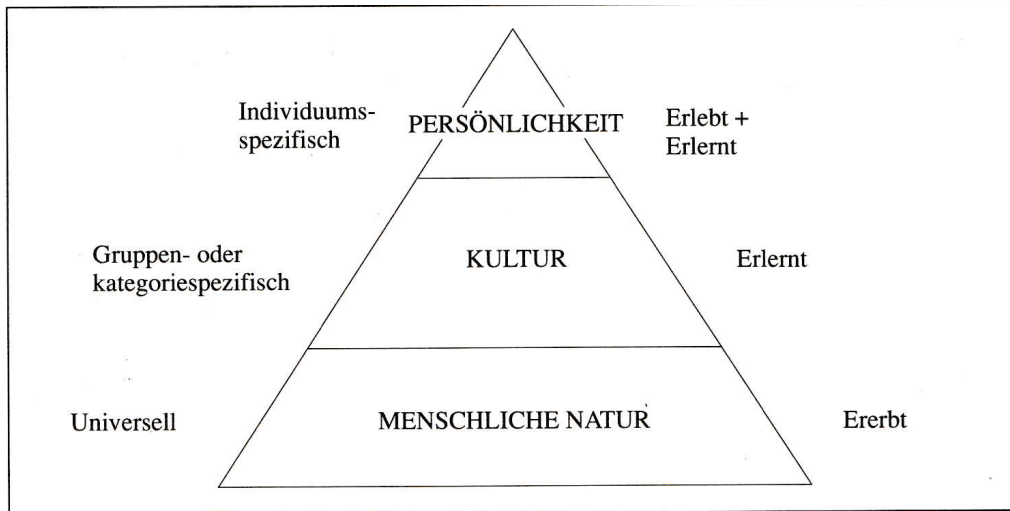 Individuums-
spezifisch
PERSÖNLICHKEIT
Erlebt +
Erlernt
Gruppen- oder
kategoriespezifisch
KULTUR
Erlernt
Universell
MENSCHLICHE NATUR
Ererbt